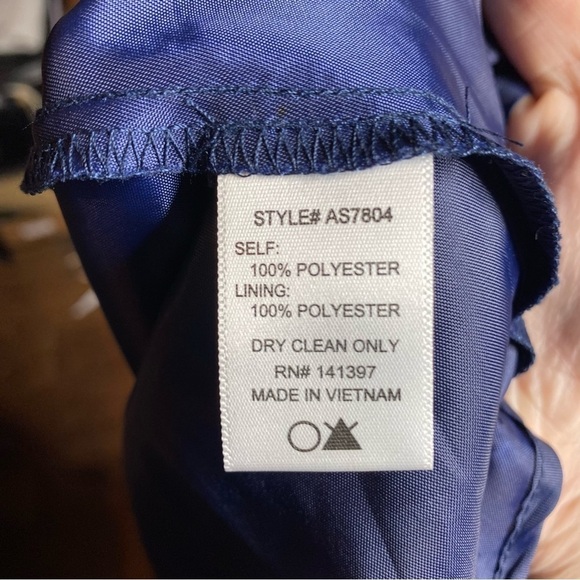 STYLE# AS7804
SELF:
100% POLYESTER
LINING:
100% POLYESTER
DRY CLEAN ONLY
RN# 141397
MADE IN VIETNAM